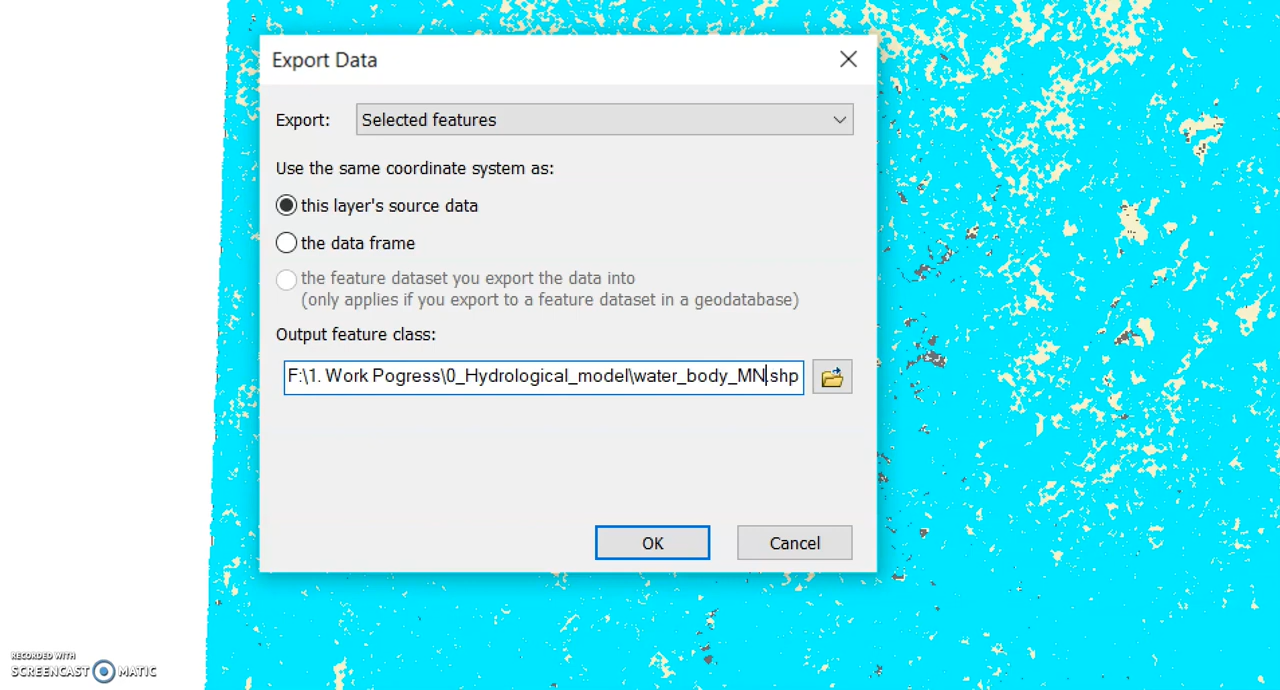 Export Data
Export: Selected features
Use the same coordinate system as:
this layer's source data
the data frame
the feature dataset you export the data into
(only applies if you export to a feature dataset in a geodatabase)
Output feature class:
F:\1. Work Pogress\0_Hydrological_model\water_body_MN.shp
OK Cancel
RECORDED WITH
SCREENCAST MATIC